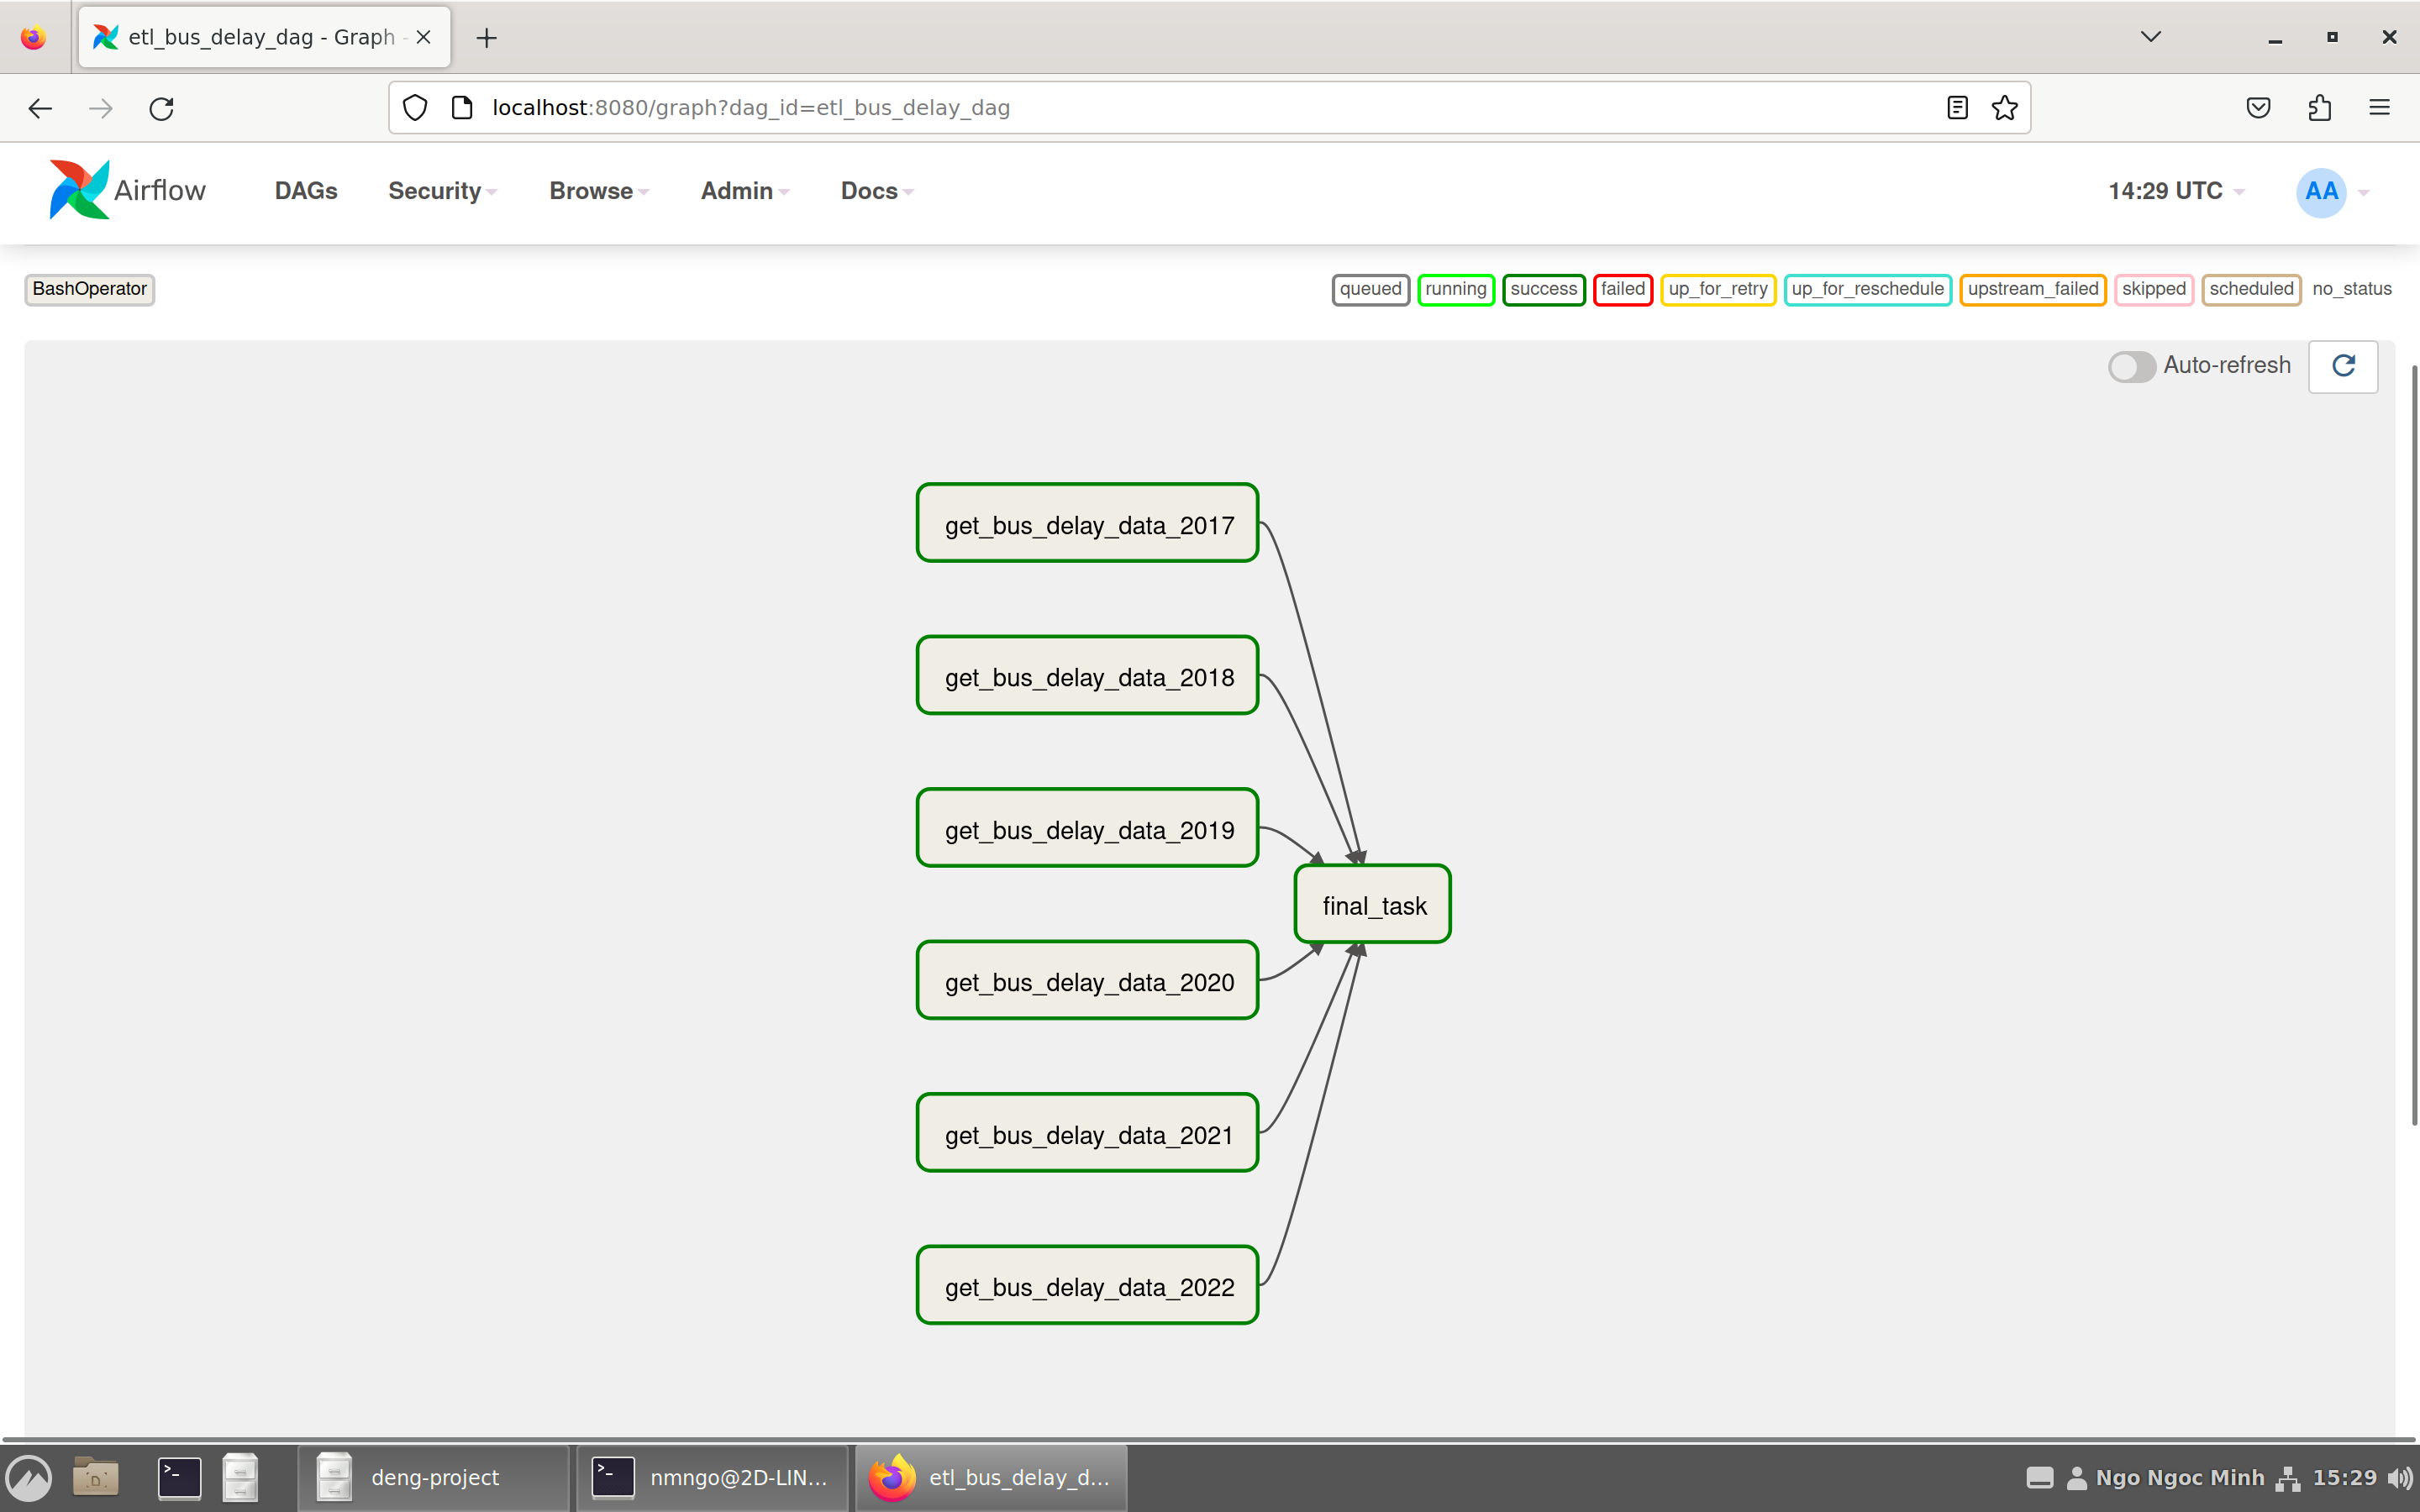 etl_bus_delay_dag - Graph -
localhost:8080/graph?dag_id=etl_bus_delay_dag
Airflow DAGs Security Browse Admin Docs 14:29 UTC AA
BashOperator queued running success failed up_for_retry up_for_reschedule upstream_failed skipped scheduled no_status
Auto-refresh
get_bus_delay_data_2017
get_bus_delay_data_2018
get_bus_delay_data_2019
final_task
get_bus_delay_data_2020
get_bus_delay_data_2021
get_bus_delay_data_2022
deng-project nmngo@2D-LIN... etl_bus_delay_d... Ngo Ngoc Minh 15:29